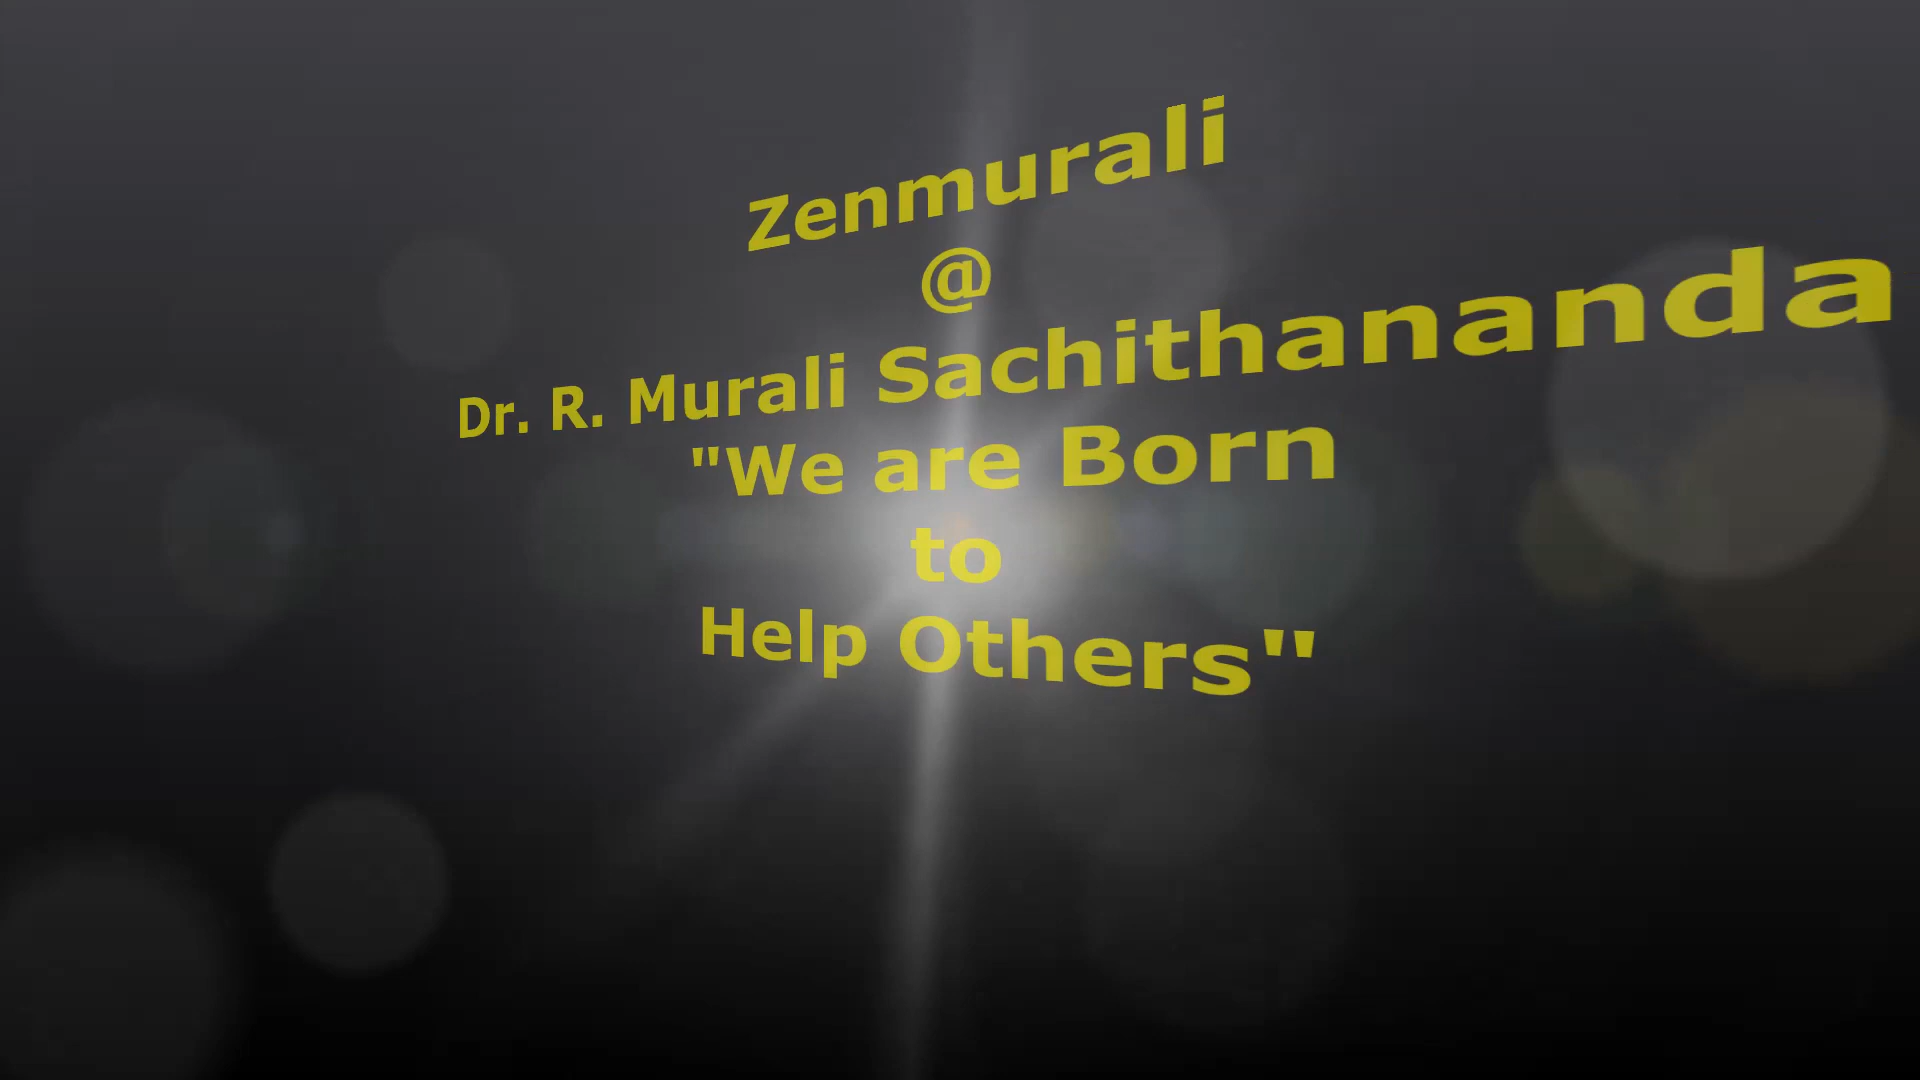 Zenmurali
@
Dr. R. Murali Sachithananda
"We are Born
to
Help Others"